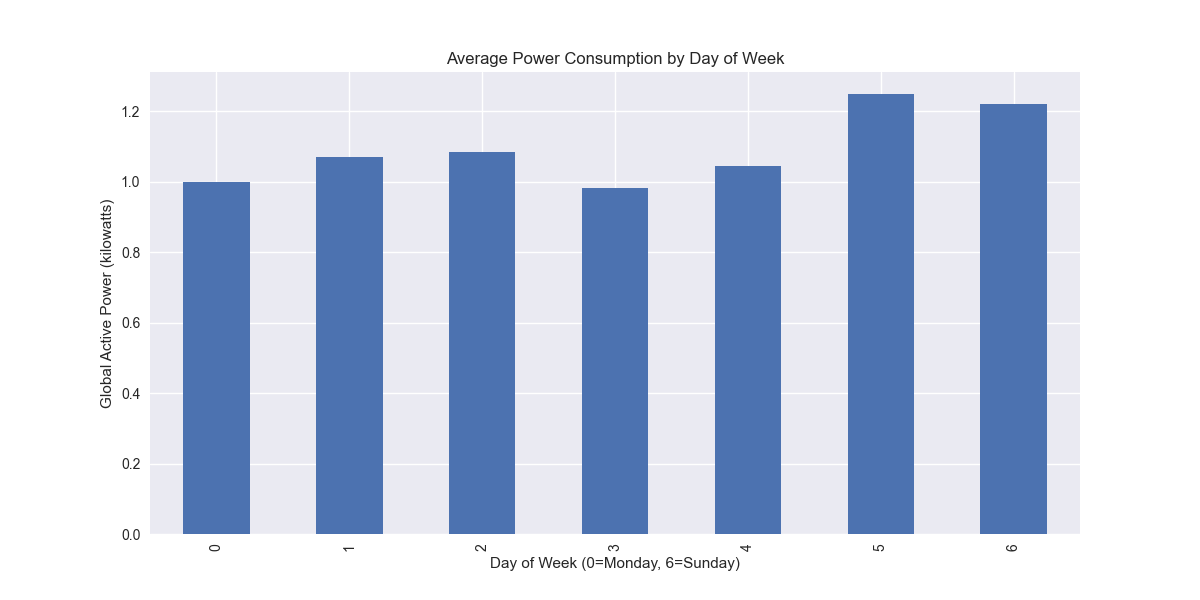 Average Power Consumption by Day of Week
Global Active Power (kilowatts)
1.2
1.0
0.8
0.6
0.4
0.2
0.0
0 1 2 3 4 5 6
Day of Week (0=Monday, 6=Sunday)